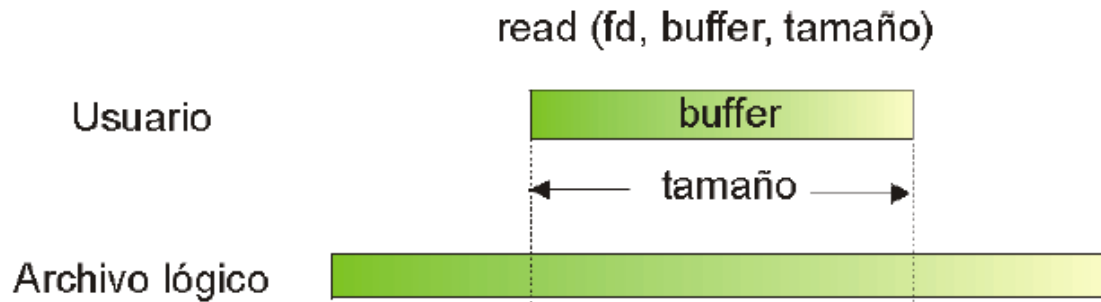 read (fd, buffer, tamaño)
Usuario
buffer
tamaño
Archivo lógico